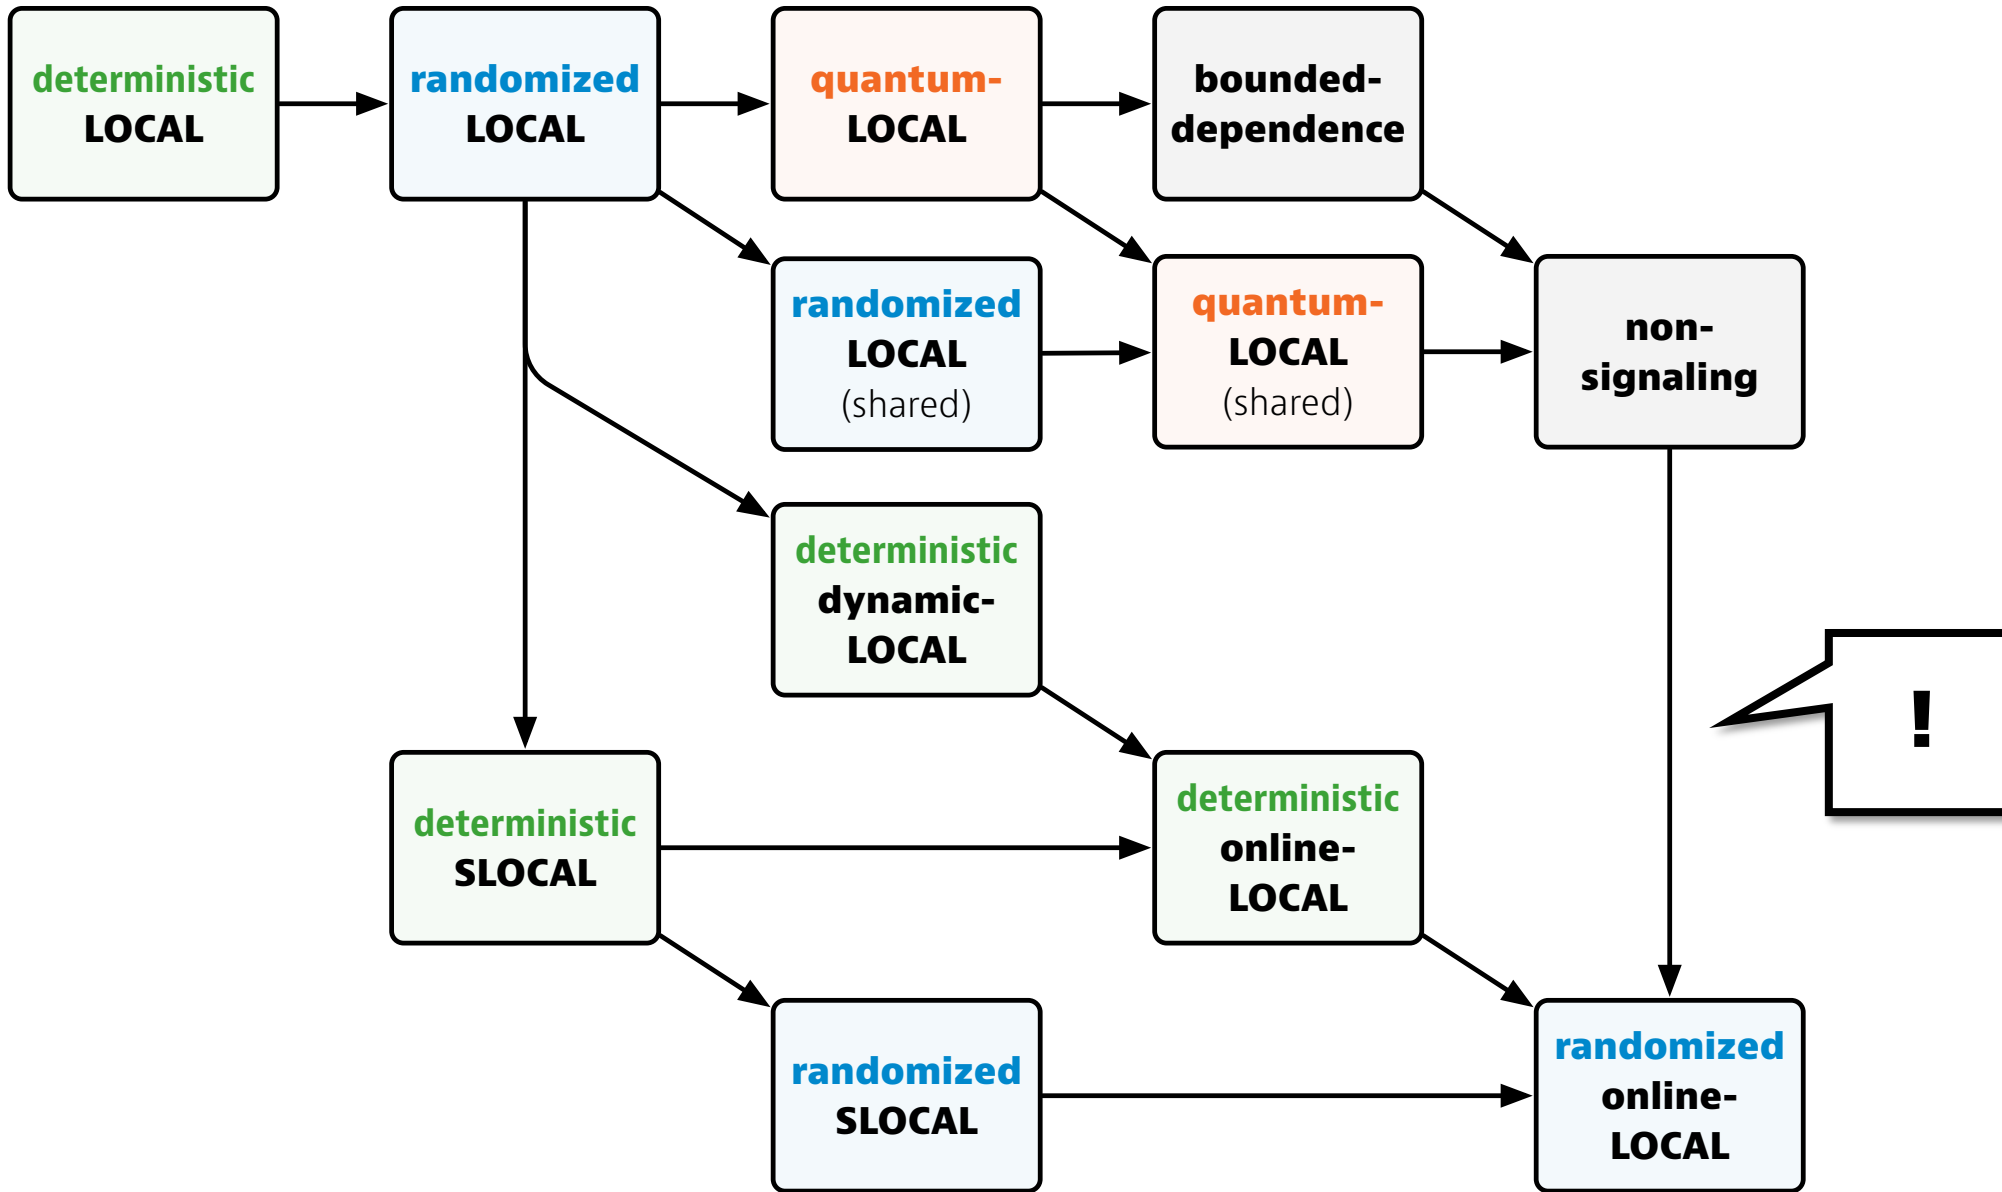 deterministic
LOCAL
randomized
LOCAL
quantum-
LOCAL
bounded-
dependence
randomized
LOCAL
(shared)
quantum-
LOCAL
(shared)
non-
signaling
deterministic
dynamic-
LOCAL
!
deterministic
SLOCAL
deterministic
online-
LOCAL
randomized
SLOCAL
randomized
online-
LOCAL